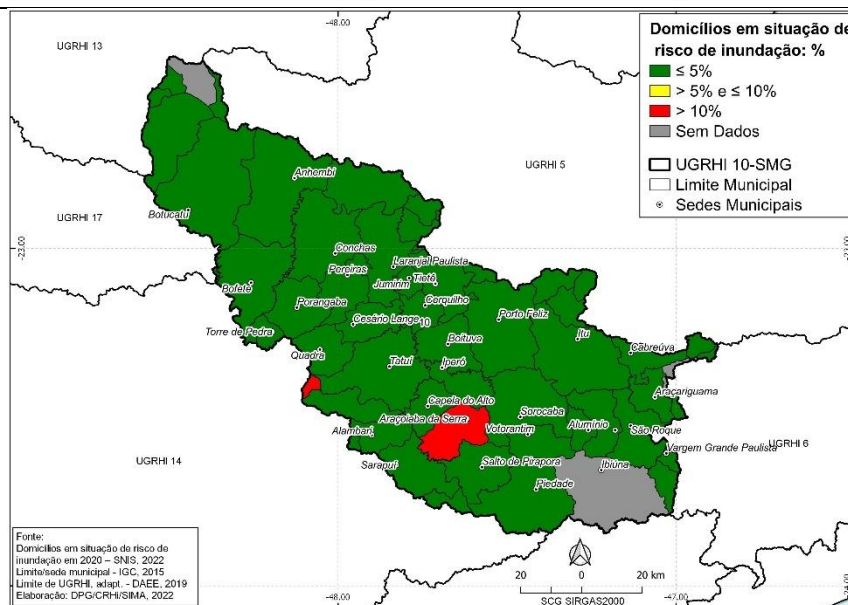 Domicílios em situação de
risco de inundação: %
≤ 5%
> 5% e ≤ 10%
> 10%
Sem Dados
UGRHI 10-SMG
Limite Municipal
Sedes Municipais
-48.00
UGRHI 13
UGRHI 5
UGRHI 17
-23.00
-23.00
Anhembi
Botucatu
Conchas
Pereiras
Laranjal Paulista
Jumirim
Tietê
Bofete
Porangaba
Cerquilho
Cesário Lange
10
Porto Feliz
Torre de Pedra
Boituva
Itu
Cabreúva
Quadra
Tatuí
Iperó
Araçariguama
Capela do Alto
Araçoiaba da Serra
Sorocaba
Alumínio
São Roque
Alambari
Votorantim
Vargem Grande Paulista
UGRHI 6
UGRHI 14
Sarapuí
Salto de Pirapora
Ibiúna
Piedade
Fonte:
Domicílios em situação de risco de
inundação em 2020 – SNIS, 2022
Limite/sede municipal - IGC, 2015
Limite de UGRHI, adapt. - DAEE, 2019
Elaboração: DPG/CRHi/SIMA, 2022
20 0 20 km
SCG SIRGAS2000
-48.00
-47.00